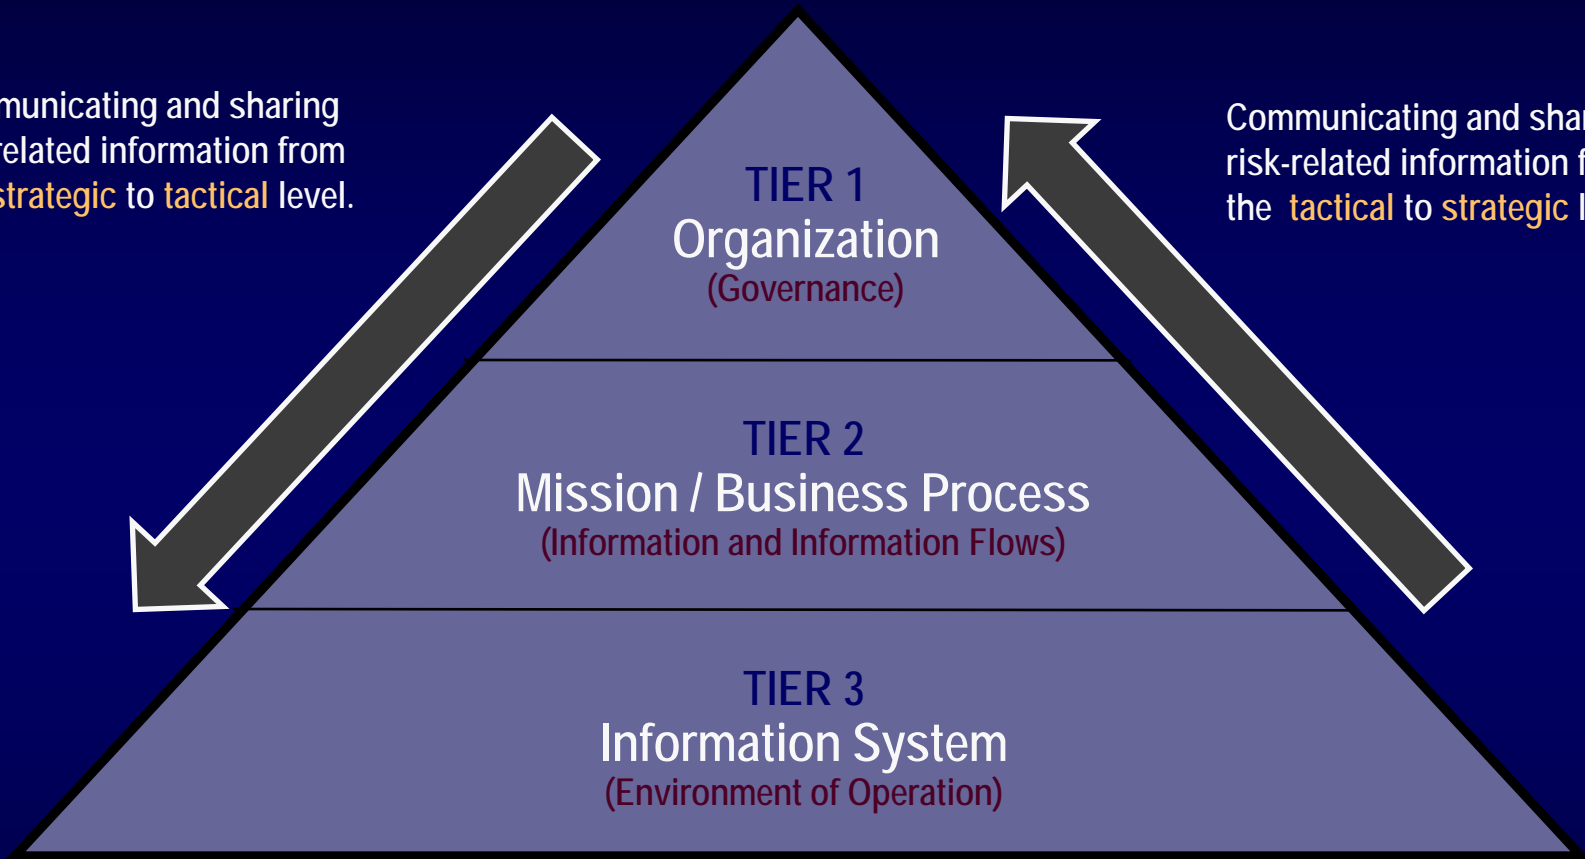 municating and sharing
related information from
strategic to tactical level.
Communicating and shar
risk-related information f
the tactical to strategic l
TIER 1
Organization
(Governance)
TIER 2
Mission / Business Process
(Information and Information Flows)
TIER 3
Information System
(Environment of Operation)